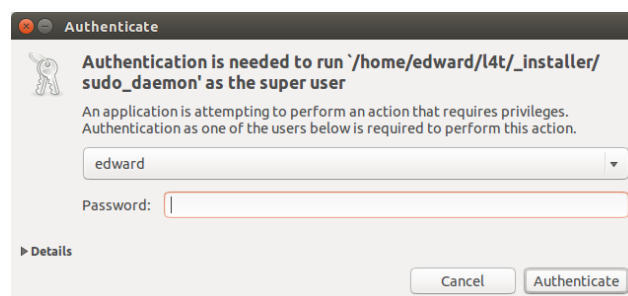 Authenticate
Authentication is needed to run `/home/edward/l4t/_installer/
sudo_daemon' as the super user
An application is attempting to perform an action that requires privileges.
Authentication as one of the users below is required to perform this action.
edward
Password:
Details
Cancel
Authenticate